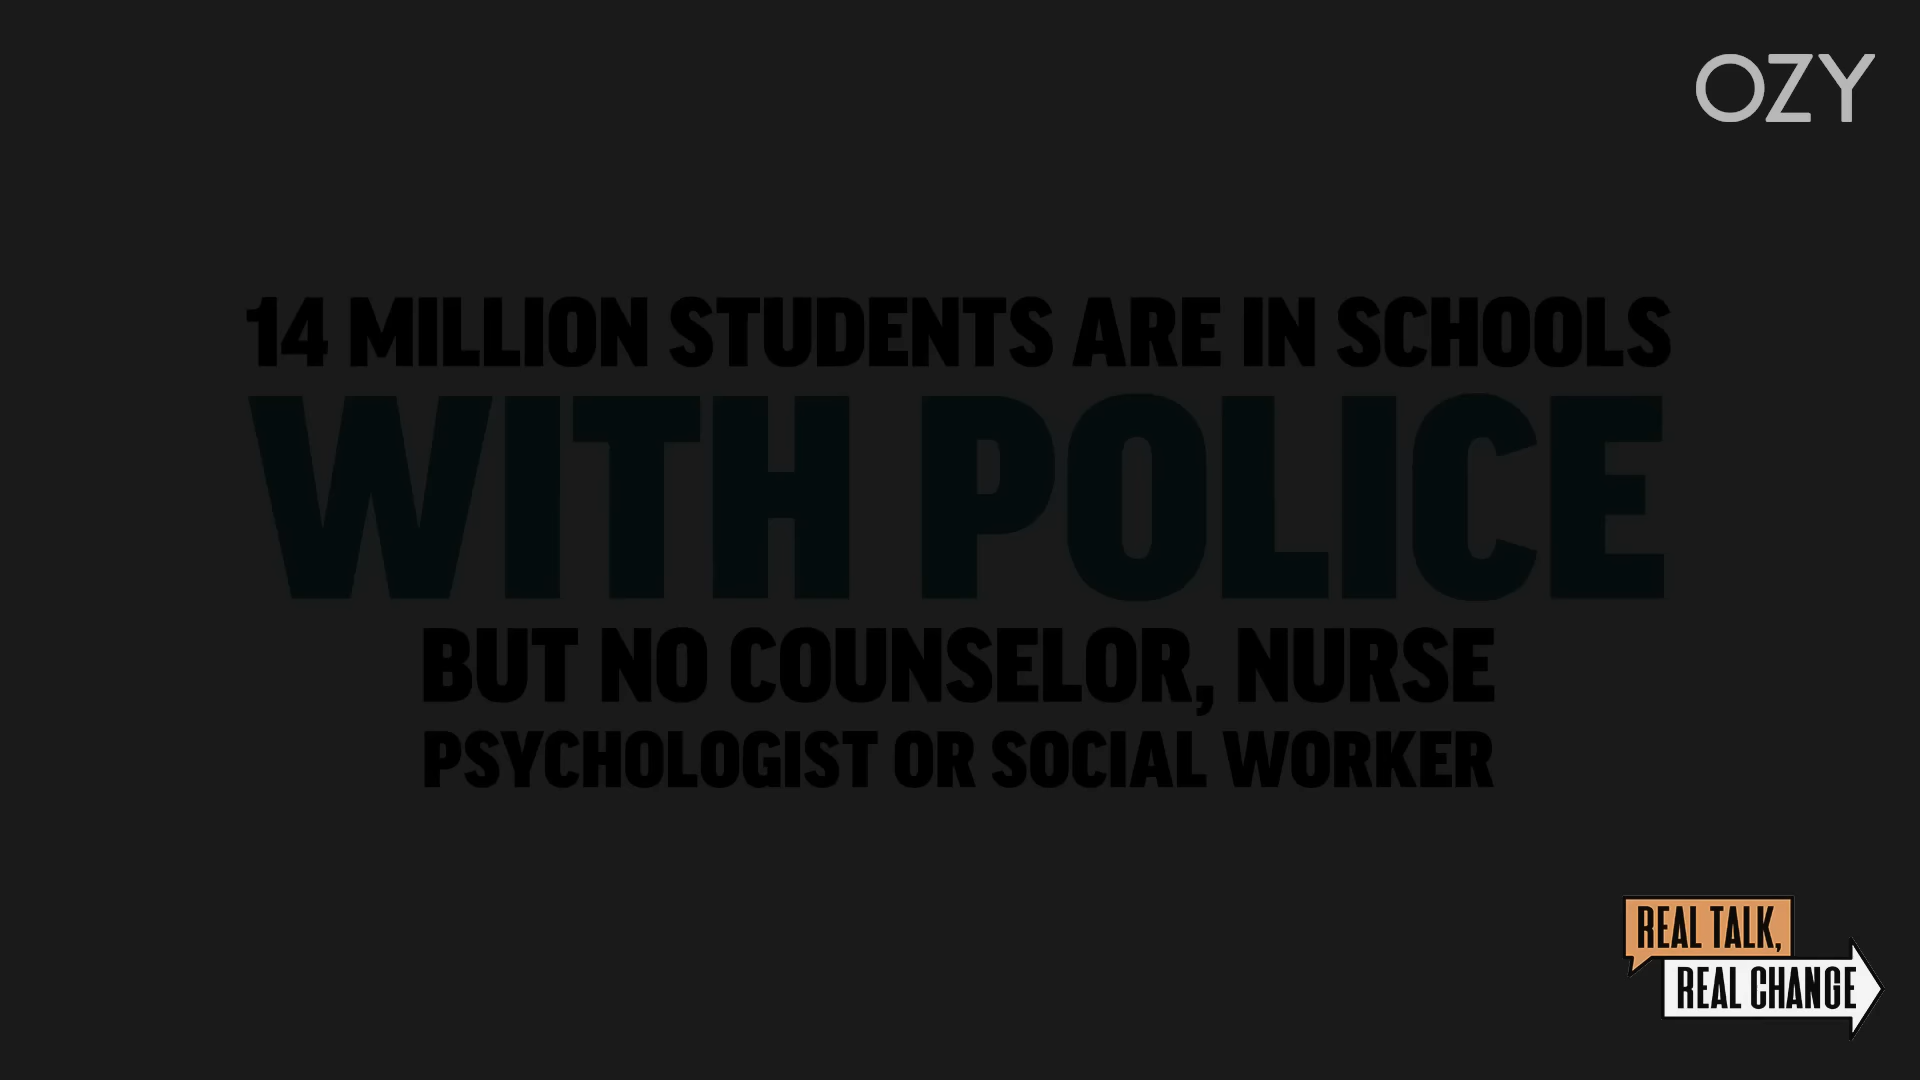 OZY
14 MILLION STUDENTS ARE IN SCHOOLS
WITH POLICE
BUT NO COUNSELOR, NURSE
PSYCHOLOGIST OR SOCIAL WORKER
REAL TALK,
REAL CHANGE